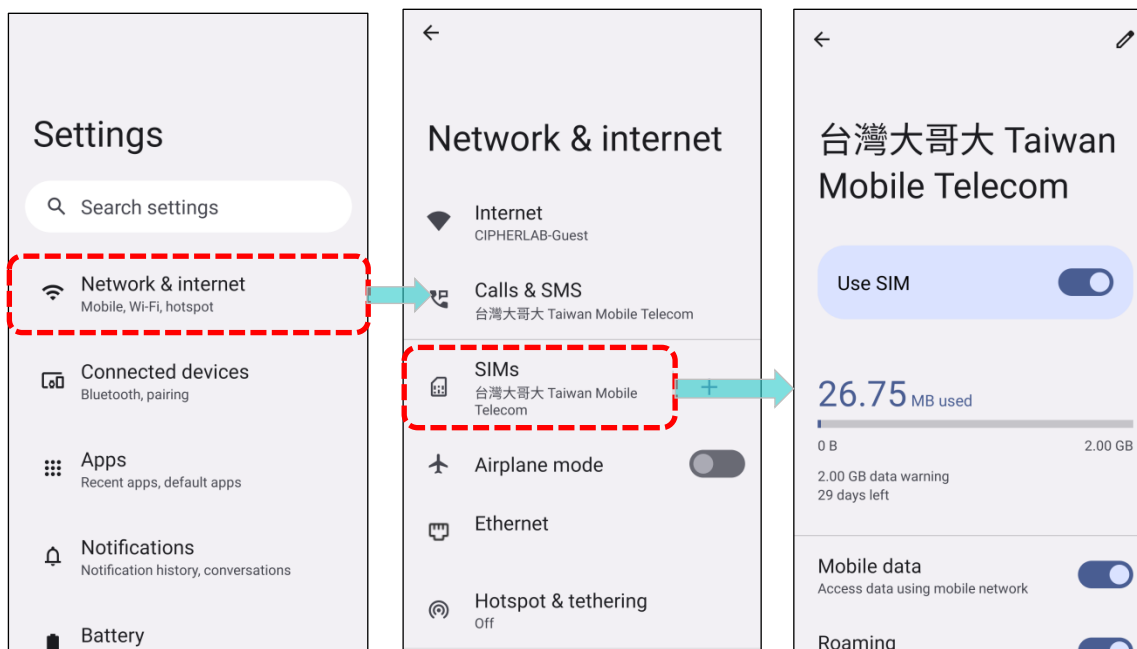 Settings
Search settings
Network & internet
Mobile, Wi-Fi, hotspot
Connected devices
Bluetooth, pairing
Apps
Recent apps, default apps
Notifications
Notification history, conversations
Battery
Network & internet
Internet
CIPHERLAB-Guest
Calls & SMS
台灣大哥大 Taiwan Mobile Telecom
SIMs
台灣大哥大 Taiwan Mobile
Telecom
Airplane mode
Ethernet
Hotspot & tethering
Off
台灣大哥大 Taiwan
Mobile Telecom
Use SIM
26.75 MB used
0 B 2.00 GB
2.00 GB data warning
29 days left
Mobile data
Access data using mobile network
Roaming